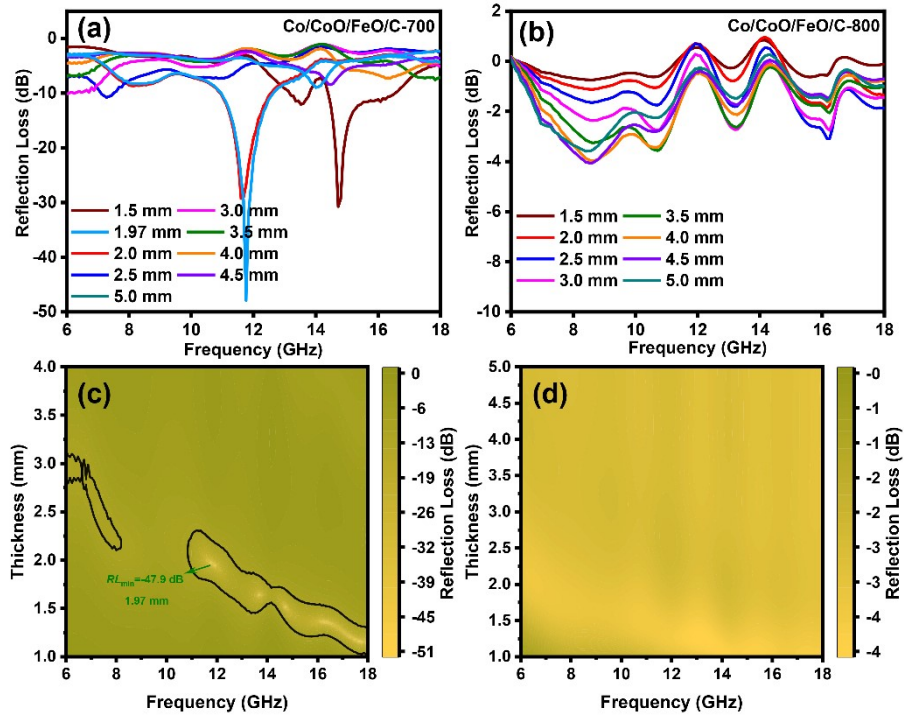 (a) Co/CoO/FeO/C-700
0
-10
-20
-30
-40
-50
Reflection Loss (dB)
1.5 mm 3.0 mm
1.97 mm 3.5 mm
2.0 mm 4.0 mm
2.5 mm 4.5 mm
5.0 mm
6 8 10 12 14 16 18
Frequency (GHz)
(b) Co/CoO/FeO/C-800
2
0
-2
-4
-6
-8
-10
Reflection Loss (dB)
1.5 mm 3.5 mm
2.0 mm 4.0 mm
2.5 mm 4.5 mm
3.0 mm 5.0 mm
6 8 10 12 14 16 18
Frequency (GHz)
(c)
4.0
3.5
3.0
2.5
2.0
1.5
1.0
Thickness (mm)
RLmin=-47.9 dB
1.97 mm
6 8 10 12 14 16 18
Frequency (GHz)
0
-6
-13
-19
-26
-32
-39
-45
-51
Reflection Loss (dB)
(d)
5.0
4.5
4.0
3.5
3.0
2.5
2.0
1.5
1.0
Thickness (mm)
6 8 10 12 14 16 18
Frequency (GHz)
-0
-1
-1
-2
-2
-3
-3
-4
-4
Reflection Loss (dB)